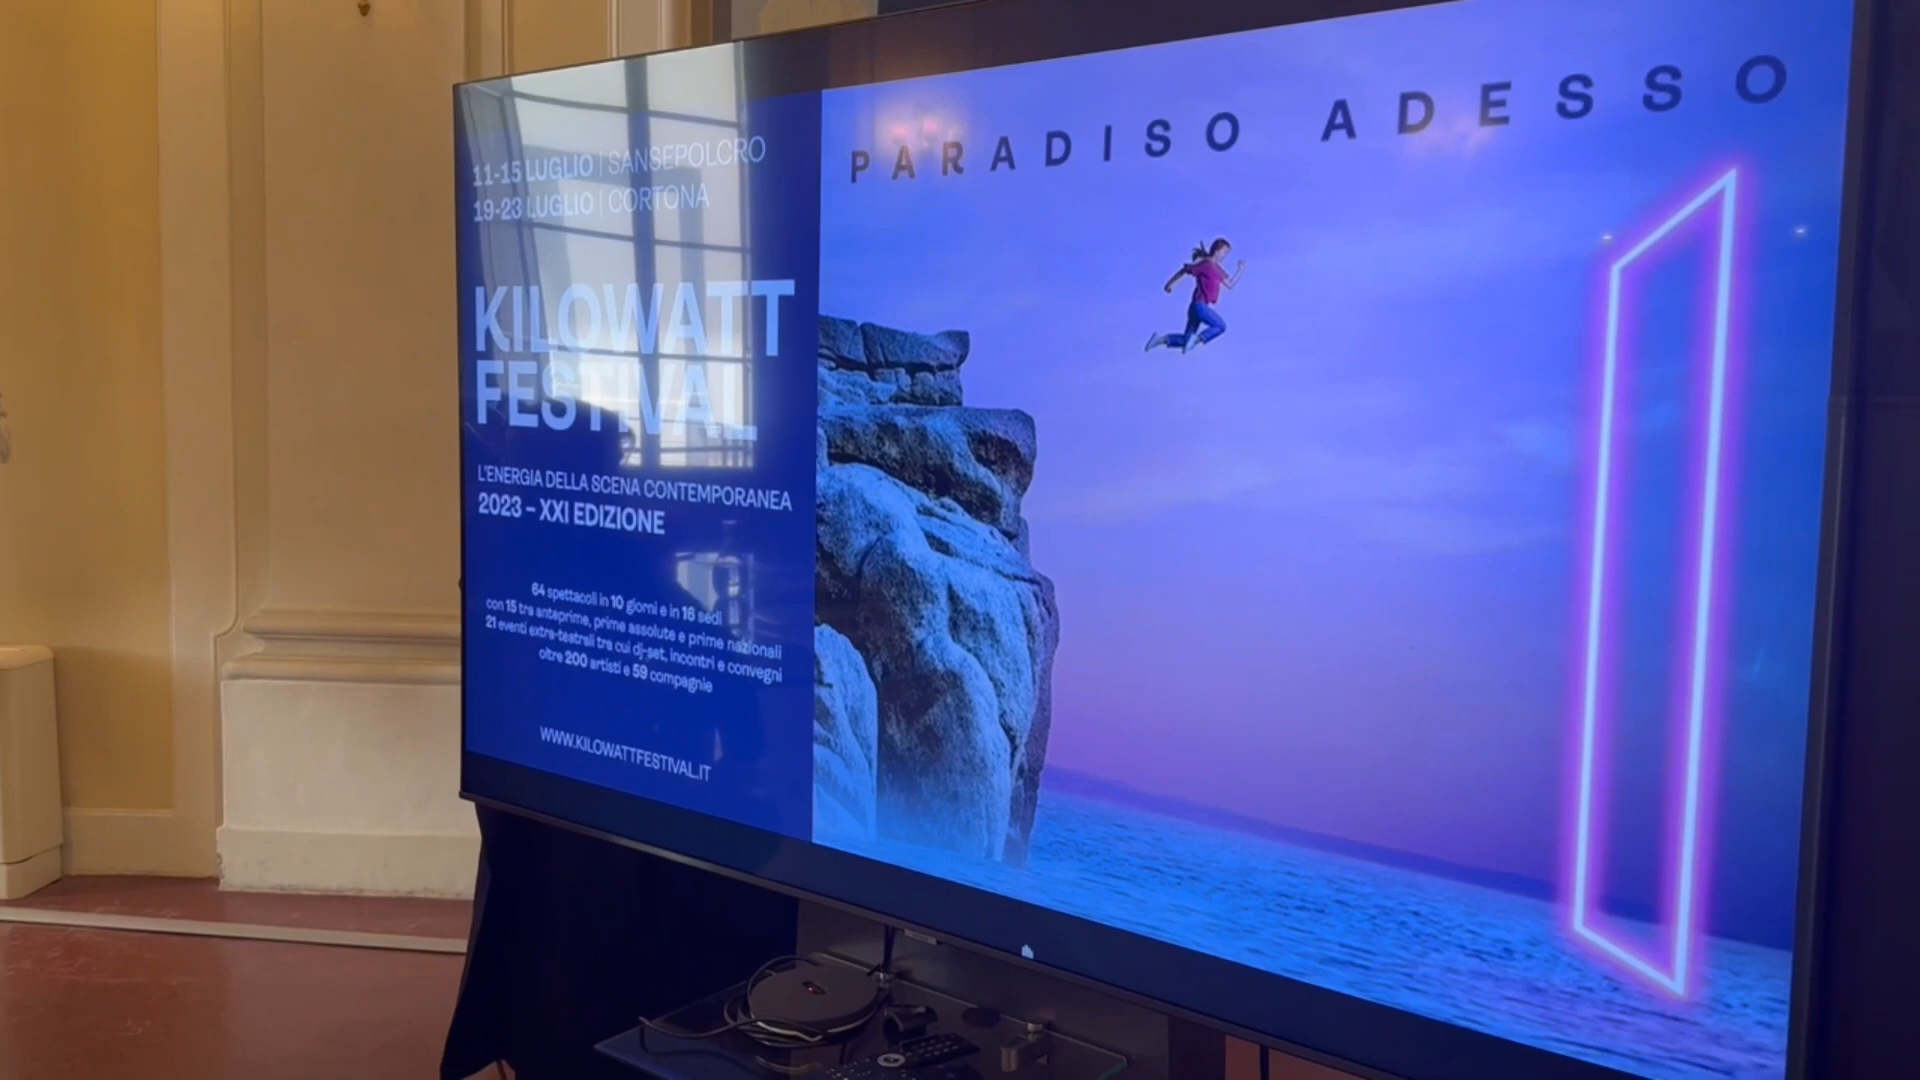 11-15 LUGLIO | SANSEPOLCRO
19-23 LUGLIO | CORTONA
KILOWATT
FESTIVAL
L'ENERGIA DELLA SCENA CONTEMPORANEA
2023 – XXI EDIZIONE
64 spettacoli in 10 giorni e in 16 sedi
con 15 tra anteprime, prime assolute e prime nazionali
21 eventi extra-teatrali tra cui dj-set, incontri e convegni
oltre 200 artisti e 59 compagnie
WWW.KILOWATTFESTIVAL.IT
PARADISO ADESSO